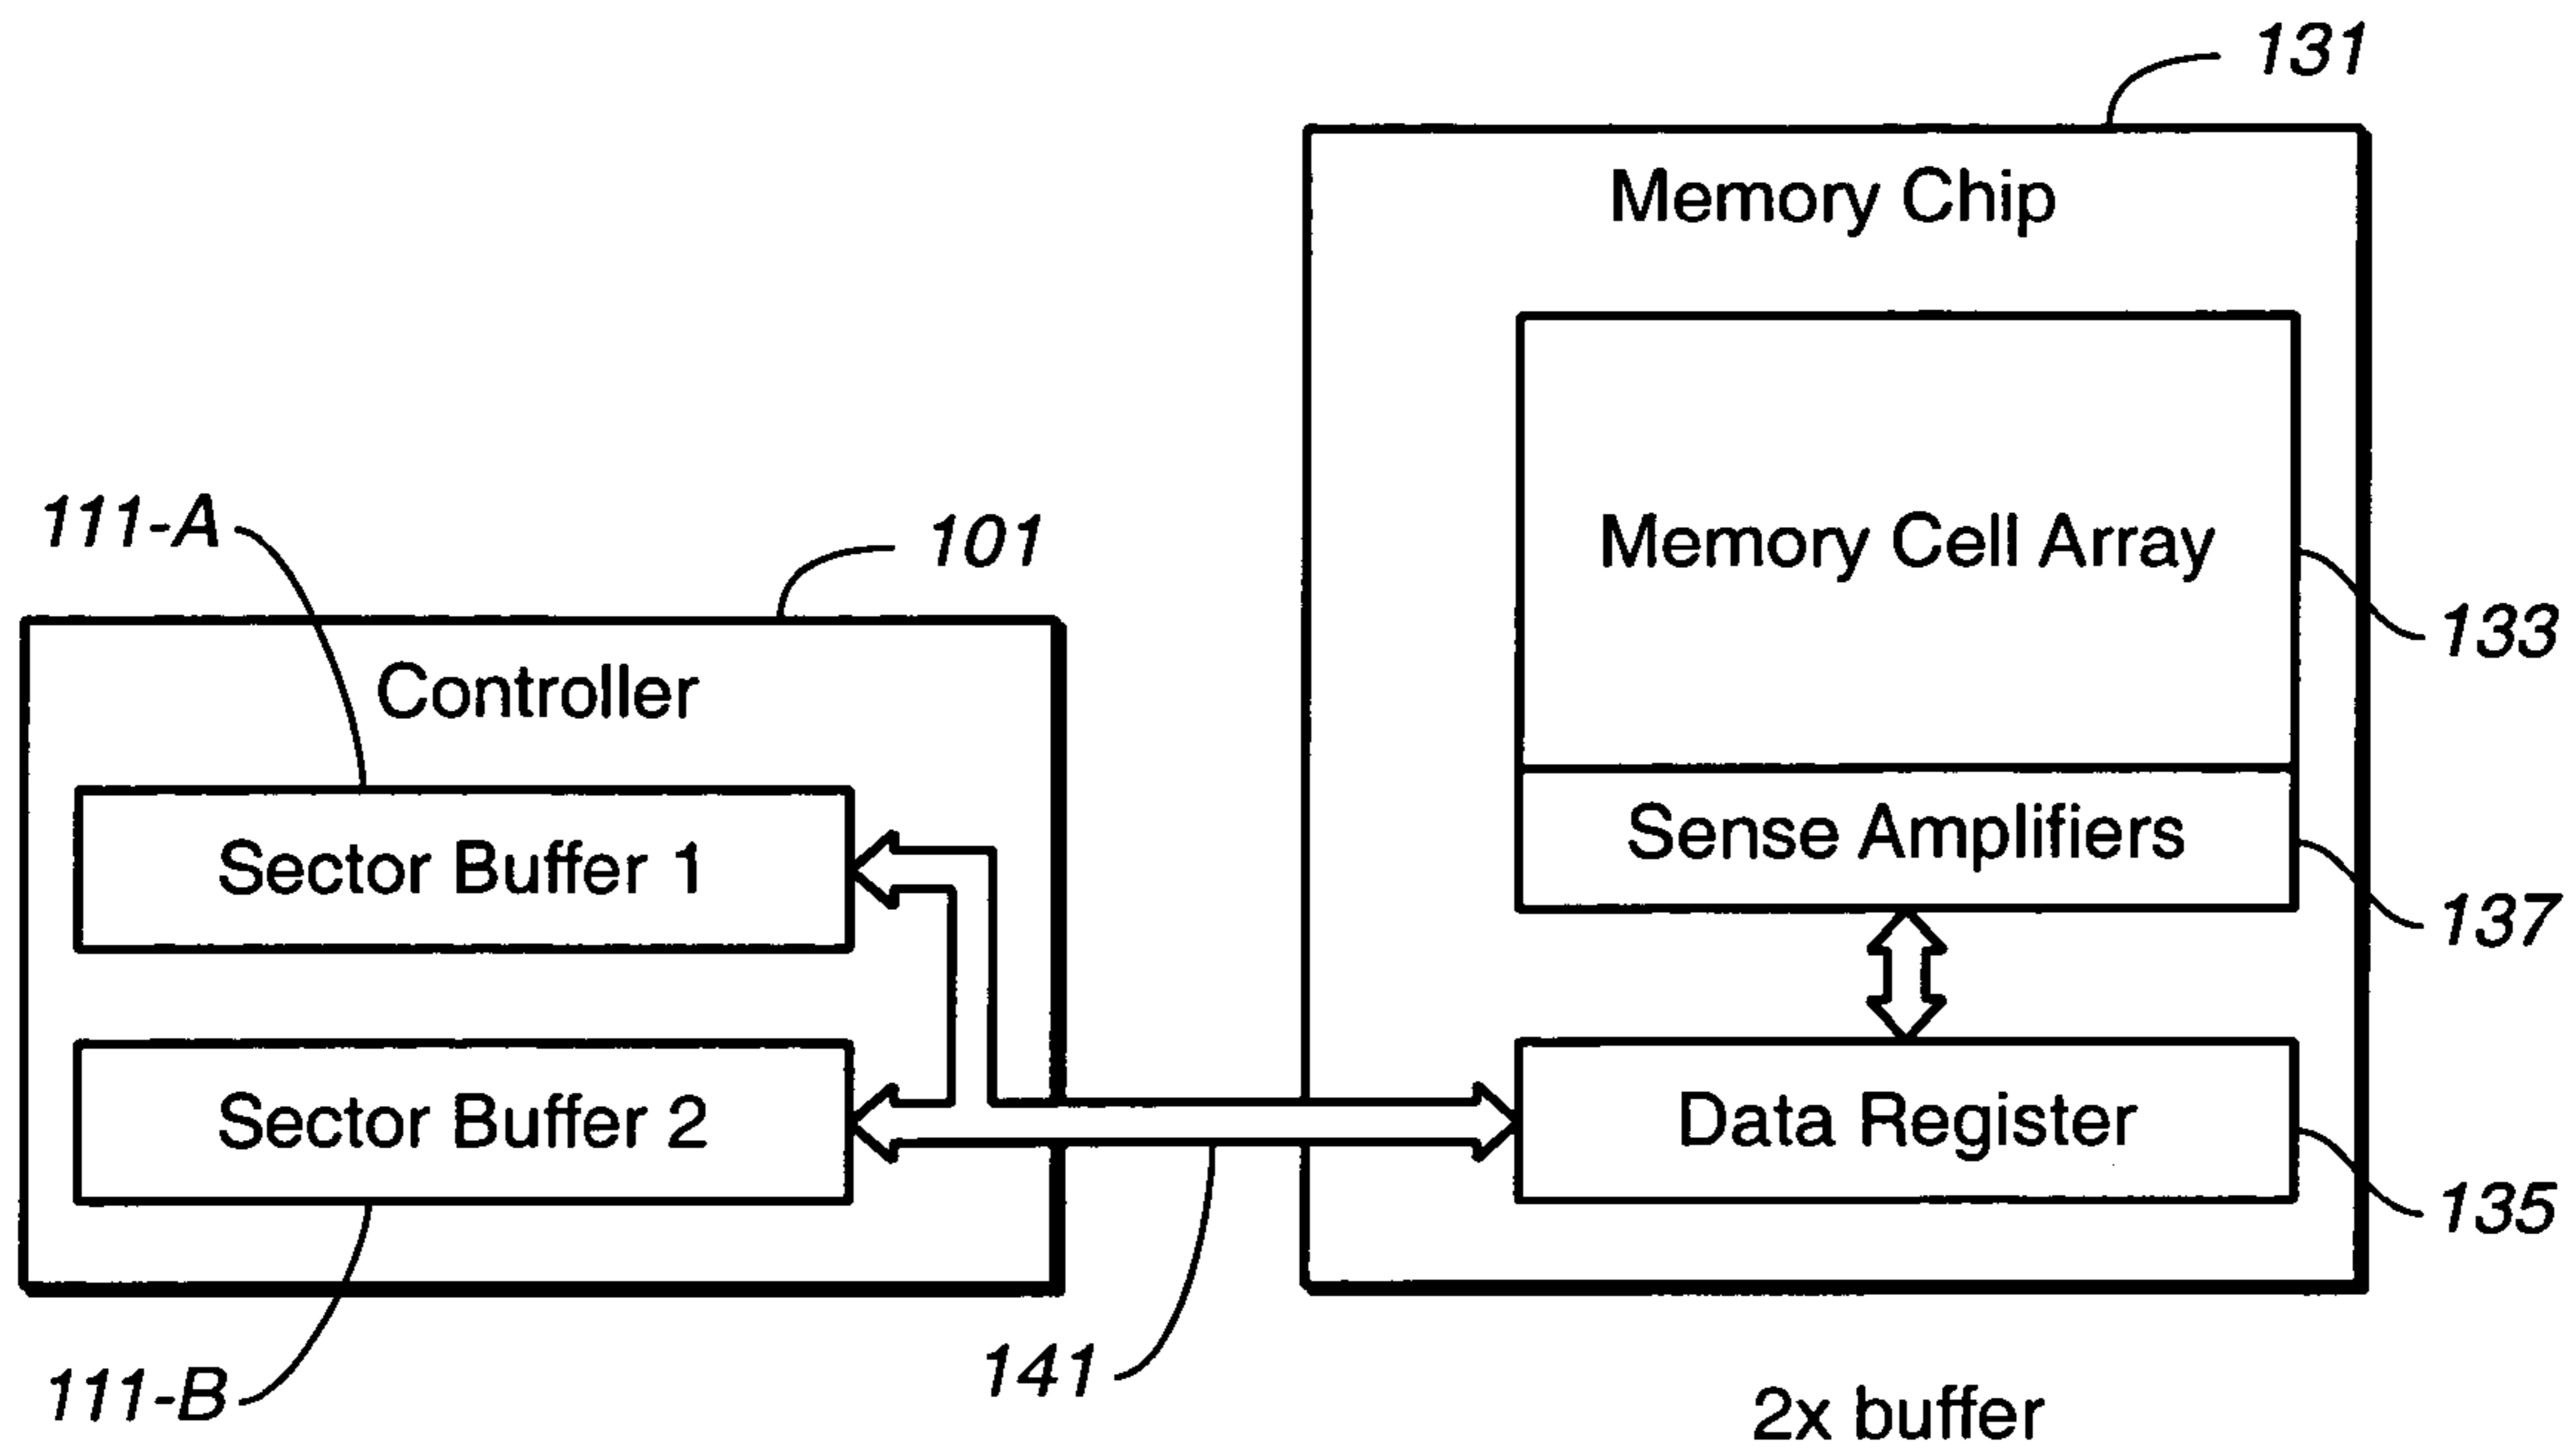 131
Memory Chip
Memory Cell Array
133
111-A
101
Controller
Sector Buffer 1
Sense Amplifiers
137
Sector Buffer 2
Data Register
135
141
111-B
2x buffer